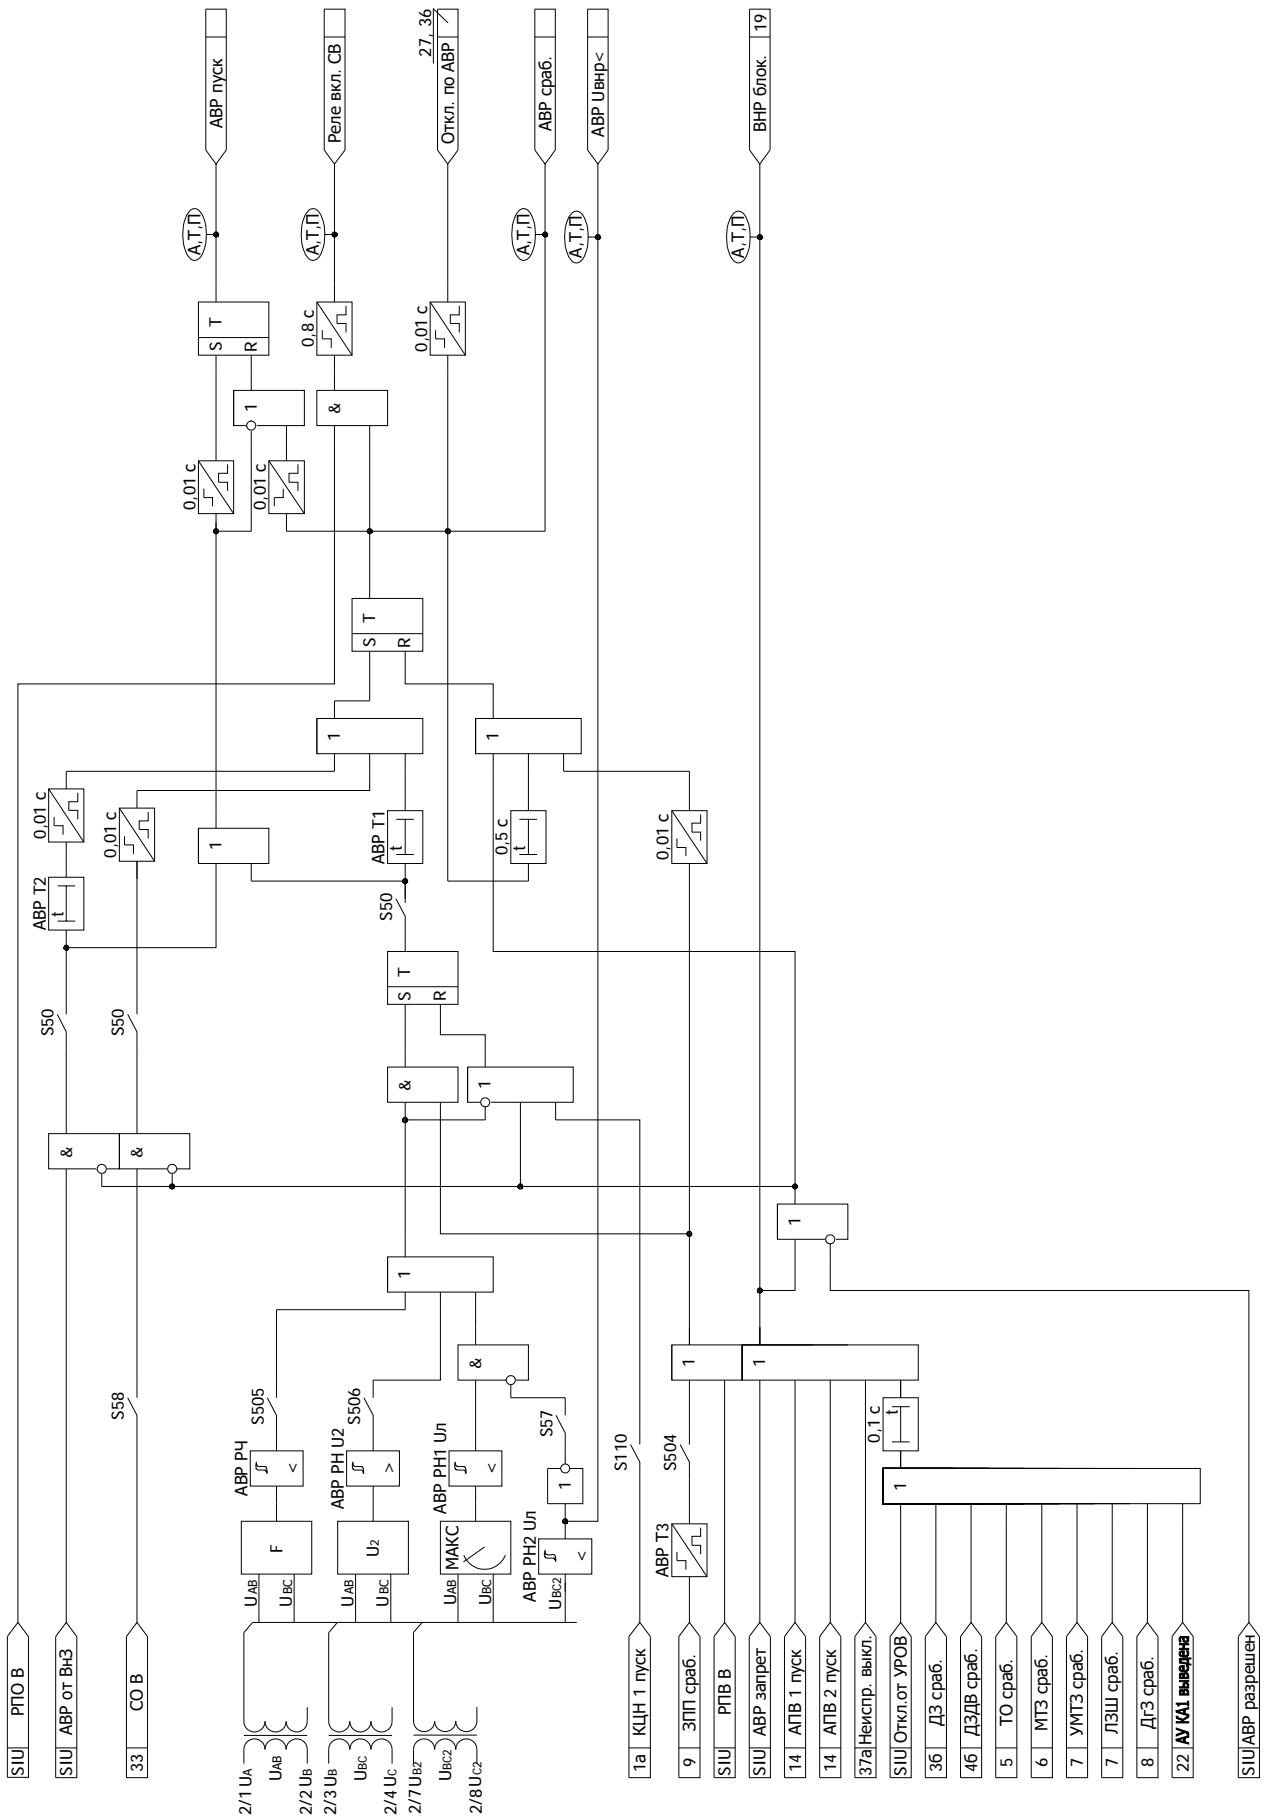 SIU РПО В
SIU АВР от ВнЗ
33 СО В
2/1 UA
UAB
2/2 UB
2/3 UB
UBC
2/4 UC
2/7 UB2
UBC2
2/8 UC2
1а КЦН 1 пуск
9 ЗПП сраб.
SIU РПВ В
SIU АВР запрет
14 АПВ 1 пуск
14 АПВ 2 пуск
37а Неиспр. выкл.
SIU Откл.от УРОВ
3б ДЗ сраб.
4б ДЗДВ сраб.
5 ТО сраб.
6 МТЗ сраб.
7 УМТЗ сраб.
7 ЛЗШ сраб.
8 ДгЗ сраб.
22 АУ КА1 выведена
SIU АВР разрешен
UAB
UBC
UAB
UBC
UAB
UBC
UBC2
F
U2
МАКС
АВР РЧ
<
АВР РН U2
>
АВР РН1 Uл
<
АВР РН2 Uл
<
1
АВР Т3
S505
S506
S57
S58
S110
S504
0,1 с
t
1
&
1
1
1
1
&
&
&
1
S50
S50
S T
R
S50
АВР Т2
t
0,01 с
0,01 с
1
АВР Т1
t
0,5 с
t
0,01 с
1
1
S T
R
0,01 с
0,01 с
1
&
S T
R
0,8 с
0,01 с
А,Т,П
А,Т,П
А,Т,П
А,Т,П
А,Т,П
АВР пуск
Реле вкл. СВ
Откл. по АВР 27, 36
АВР сраб.
АВР Uвнр<
ВНР блок. 19